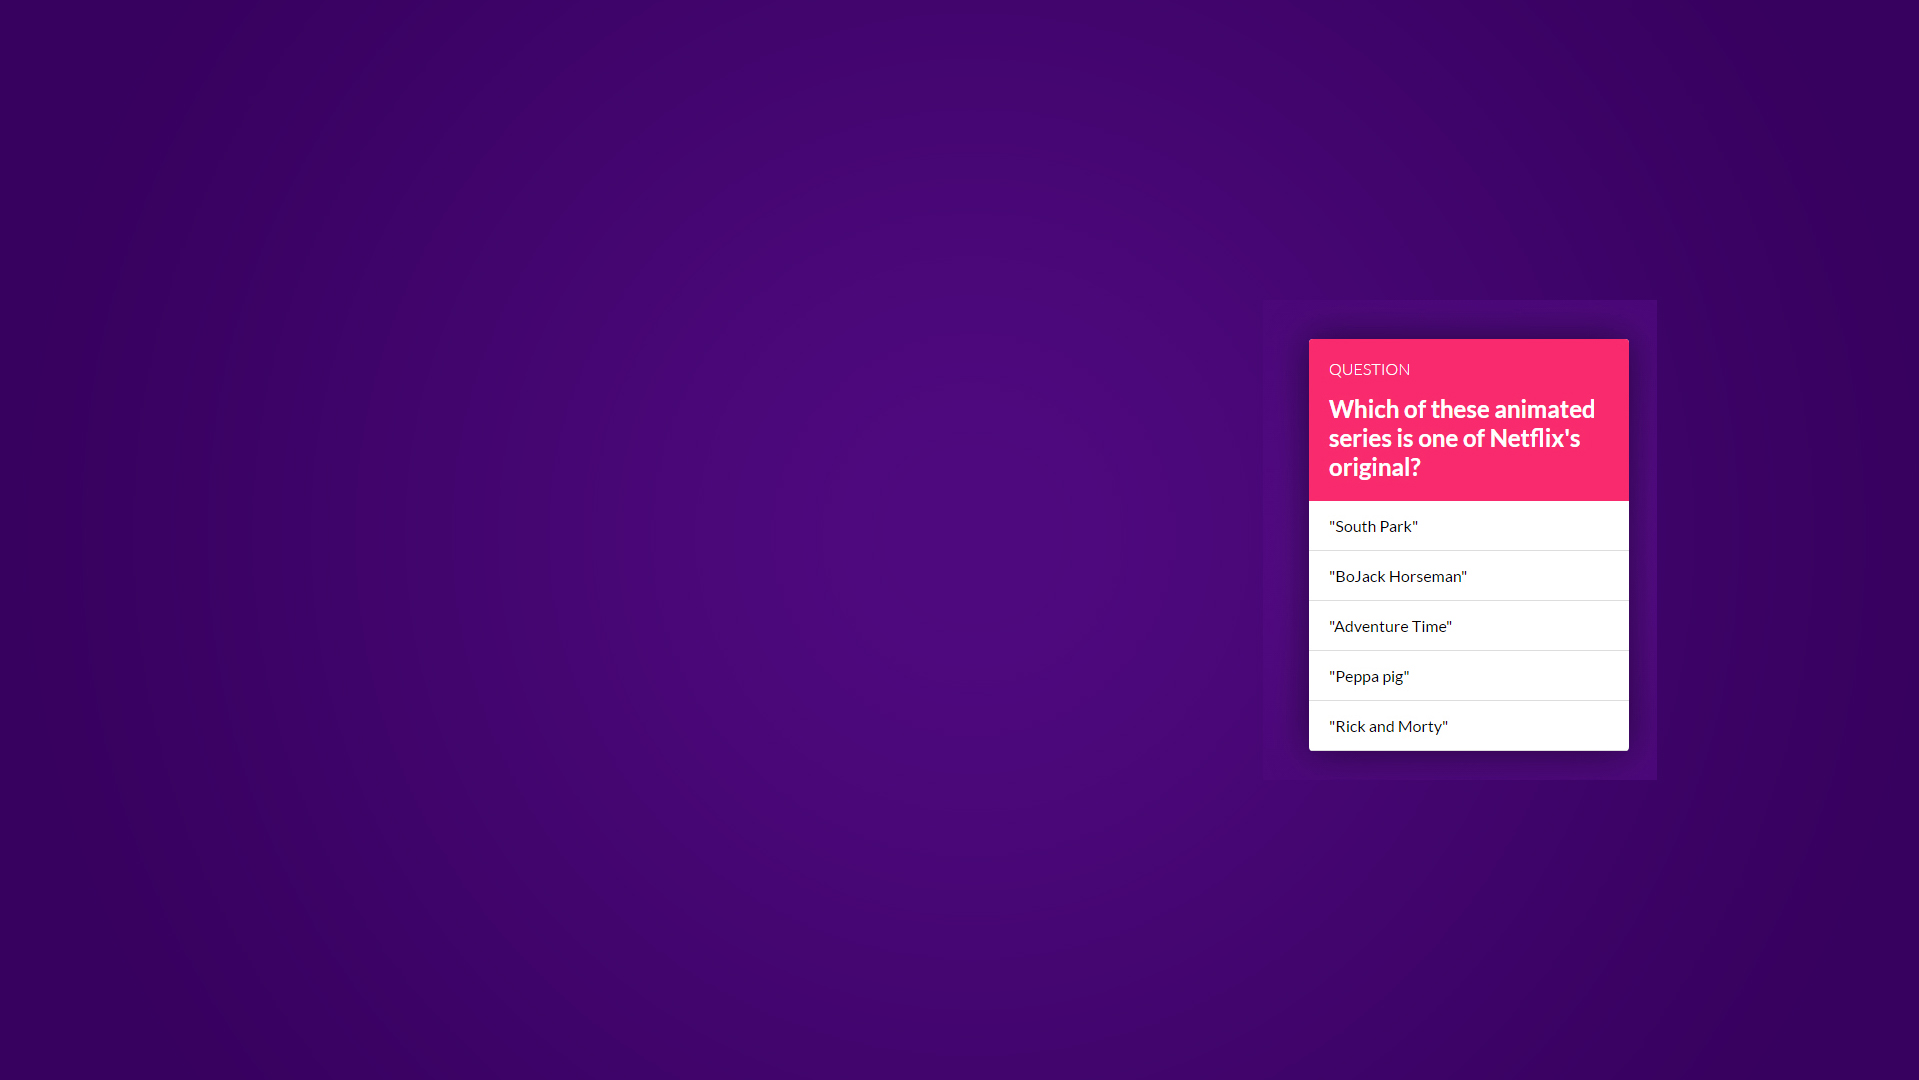 QUESTION
Which of these animated
series is one of Netflix's
original?
"South Park"
"BoJack Horseman"
"Adventure Time"
"Peppa pig"
"Rick and Morty"